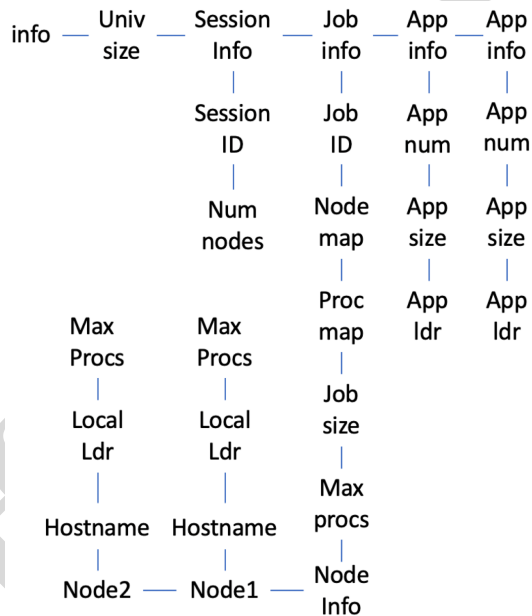 info
Univ
size
Session
Info
Job
info
App
info
App
info
Session
ID
Job
ID
App
num
App
num
Num
nodes
Node
map
App
size
App
size
Max
Procs
Max
Procs
Proc
map
App
ldr
App
ldr
Local
Ldr
Local
Ldr
Job
size
Max
procs
Hostname
Hostname
Node2
Node1
Node
Info